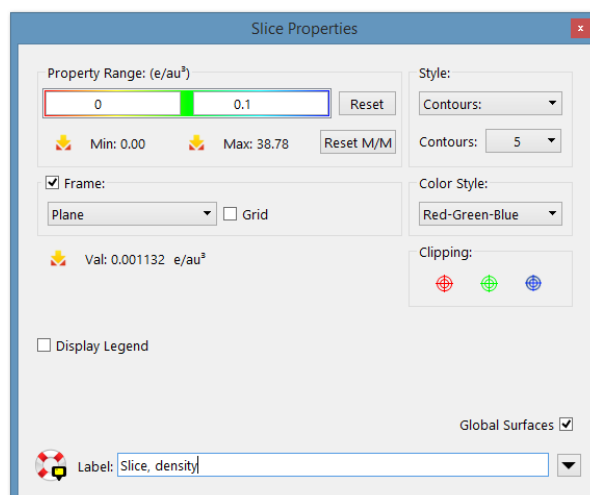 Slice Properties
x
Property Range: (e/au³)
0 0.1 Reset
Min: 0.00 Max: 38.78 Reset M/M
Style:
Contours:
Contours: 5
Frame:
Plane Grid
Color Style:
Red-Green-Blue
Val: 0.001132 e/au³
Clipping:
Display Legend
Global Surfaces
Label: Slice, density